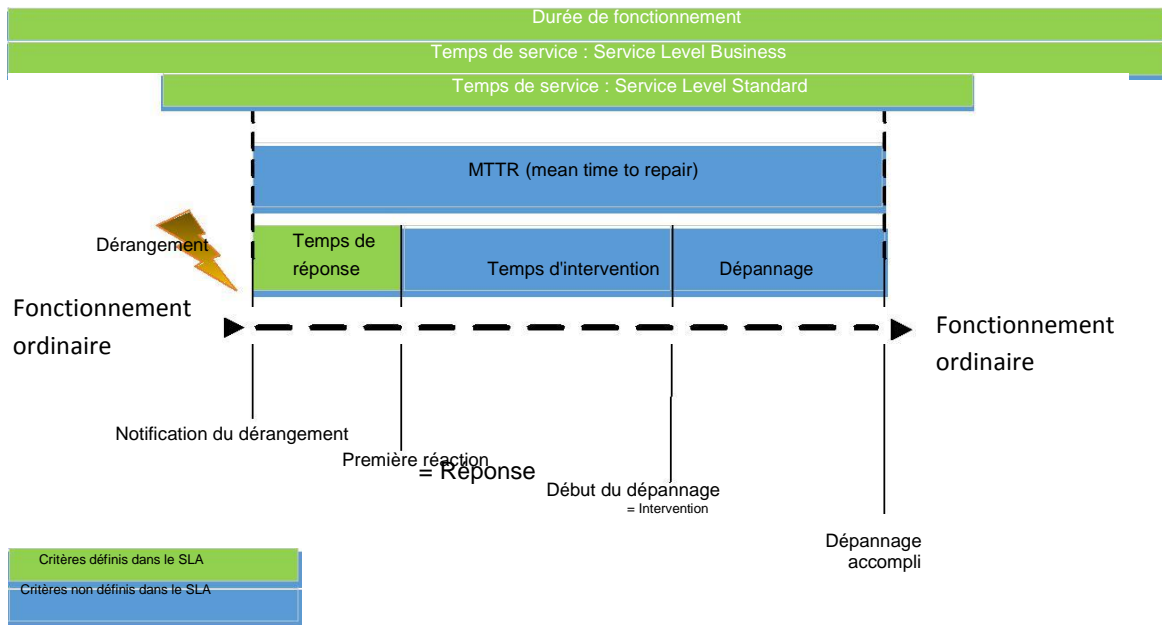 Durée de fonctionnement
Temps de service : Service Level Business
Temps de service : Service Level Standard
MTTR (mean time to repair)
Dérangement
Temps de
réponse
Temps d'intervention
Dépannage
Fonctionnement
ordinaire
Fonctionnement
ordinaire
Notification du dérangement
Première réaction
= Réponse
Début du dépannage
= Intervention
Dépannage
accompli
Critères définis dans le SLA
Critères non définis dans le SLA